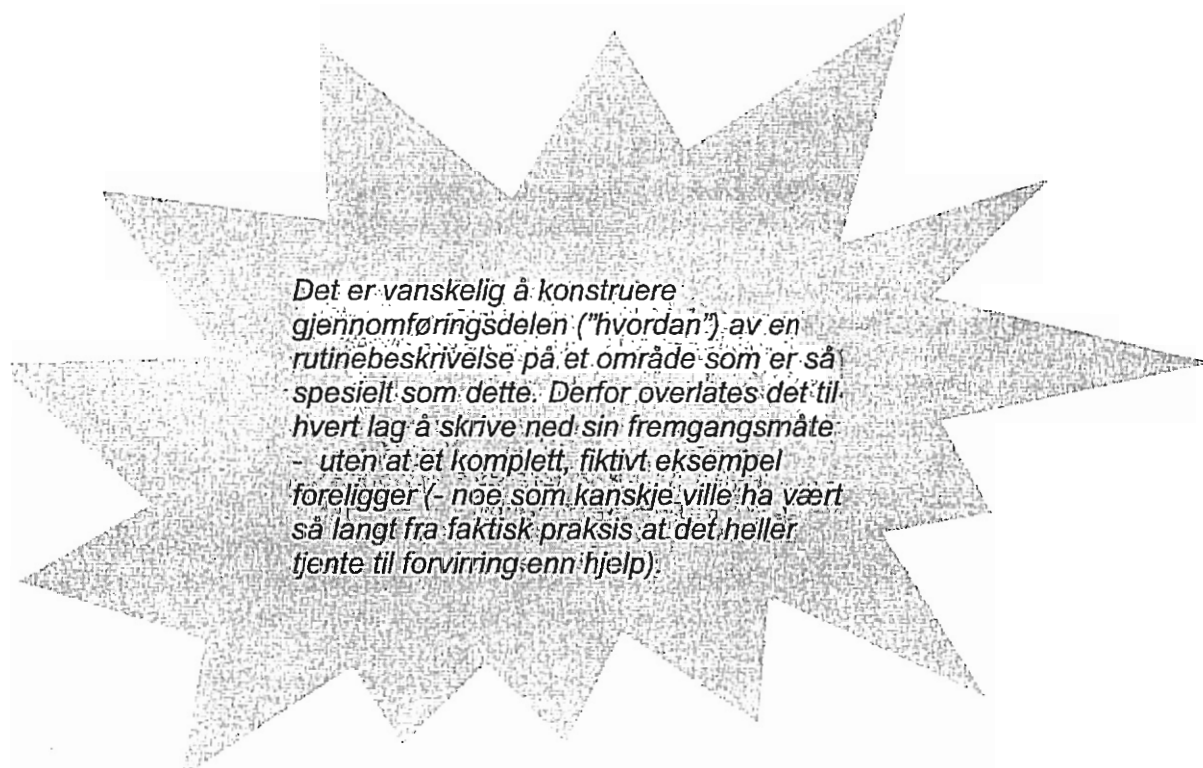 Det er vanskelig å konstruere
gjennomføringsdelen ("hvordan") av en
rutinebeskrivelse på et område som er så
spesielt som dette. Derfor overlates det til
hvert lag å skrive ned sin fremgangsmåte
- uten at et komplett, fiktivt eksempel
foreligger (- noe som kanskje ville ha vært
så langt fra faktisk praksis at det heller
tjente til forvirring enn hjelp).